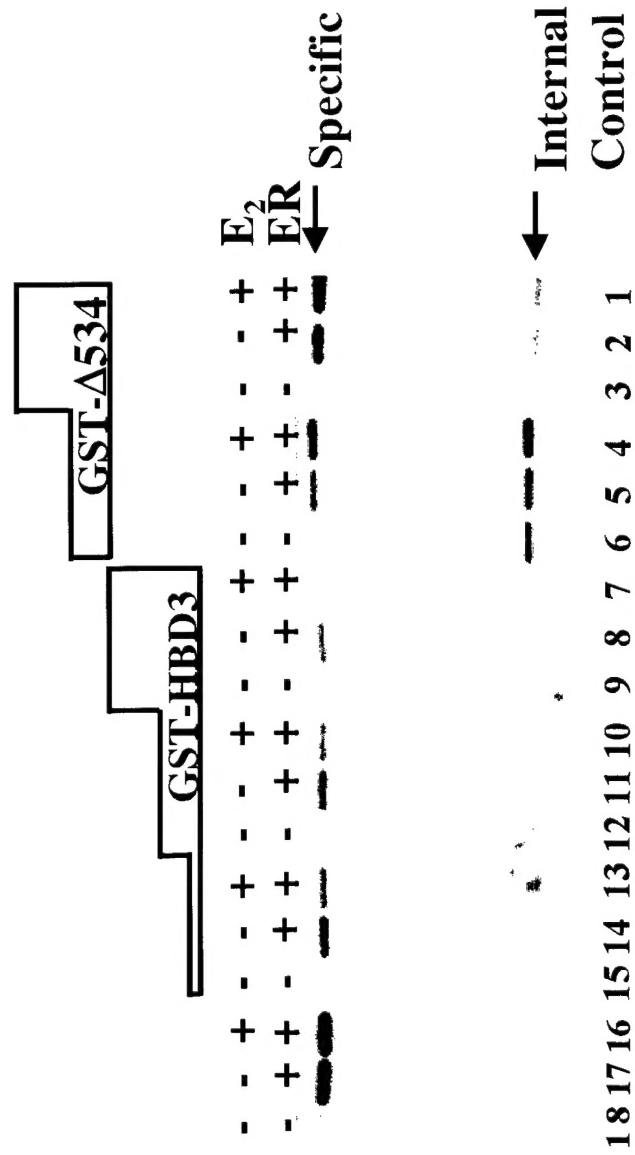 GST-Δ534
GST-HBD3
- - + - - + - - + - - + - - + - - + E₂
- + + - + + - + + - + + - + + - + + ER
Specific
Internal
Control
18 17 16 15 14 13 12 11 10 9 8 7 6 5 4 3 2 1